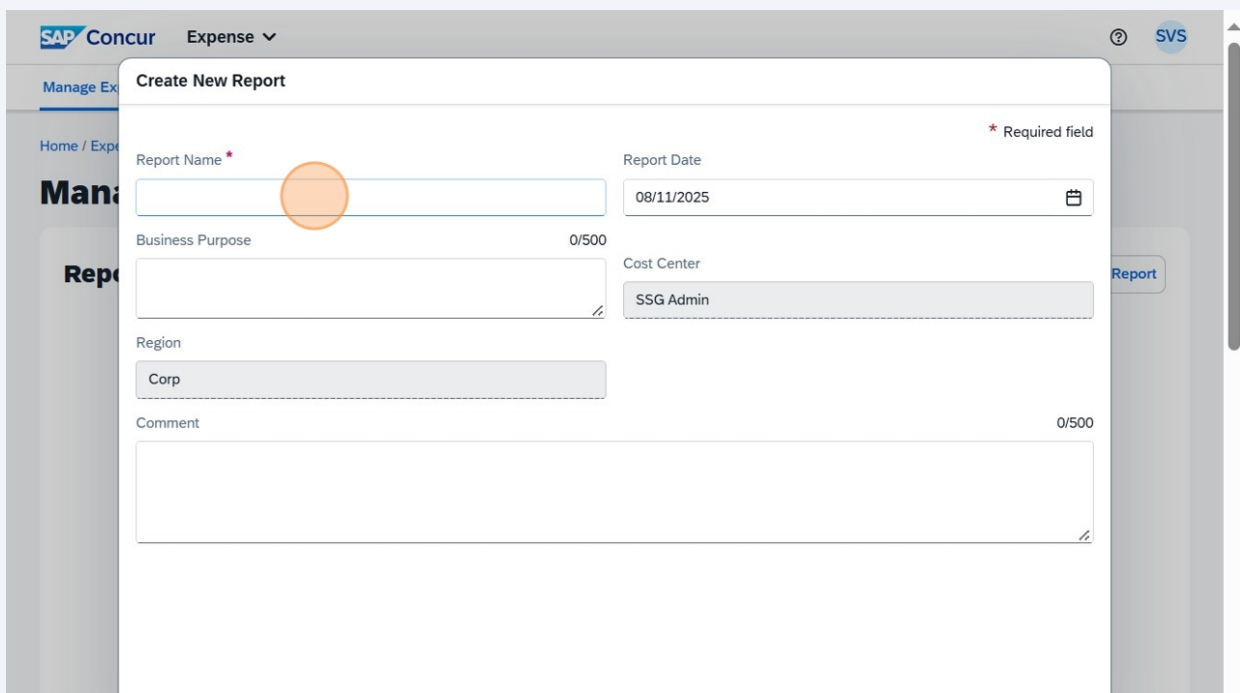 SAP Concur Expense SVS
Manage Ex
Create New Report
* Required field
Home / Expe
Report Name *
Report Date
08/11/2025
Mana
Business Purpose 0/500
Cost Center
SSG Admin
Repo
Report
Region
Corp
Comment 0/500